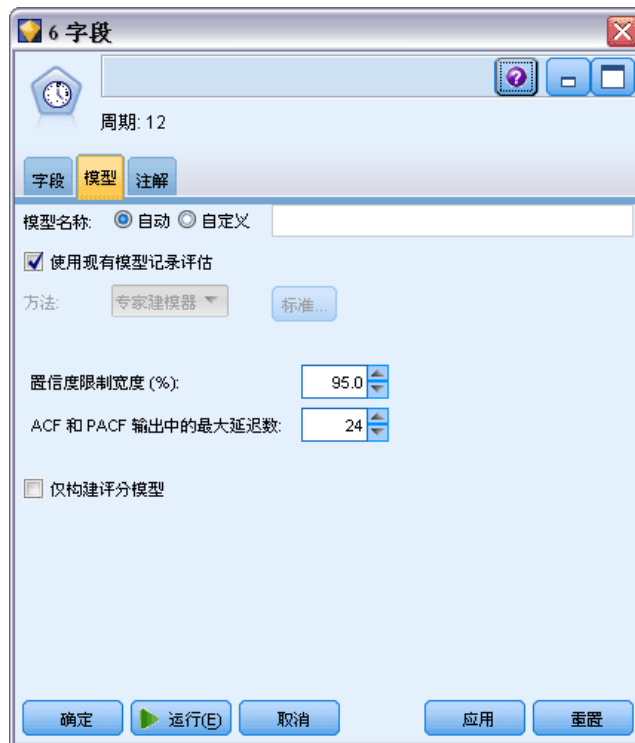 6 字段
周期: 12
字段 模型 注解
模型名称: 自动 自定义
使用现有模型记录评估
方法: 专家建模器 标准...
置信度限制宽度 (%): 95.0
ACF 和 PACF 输出中的最大延迟数: 24
仅构建评分模型
确定 运行(E) 取消 应用 重置